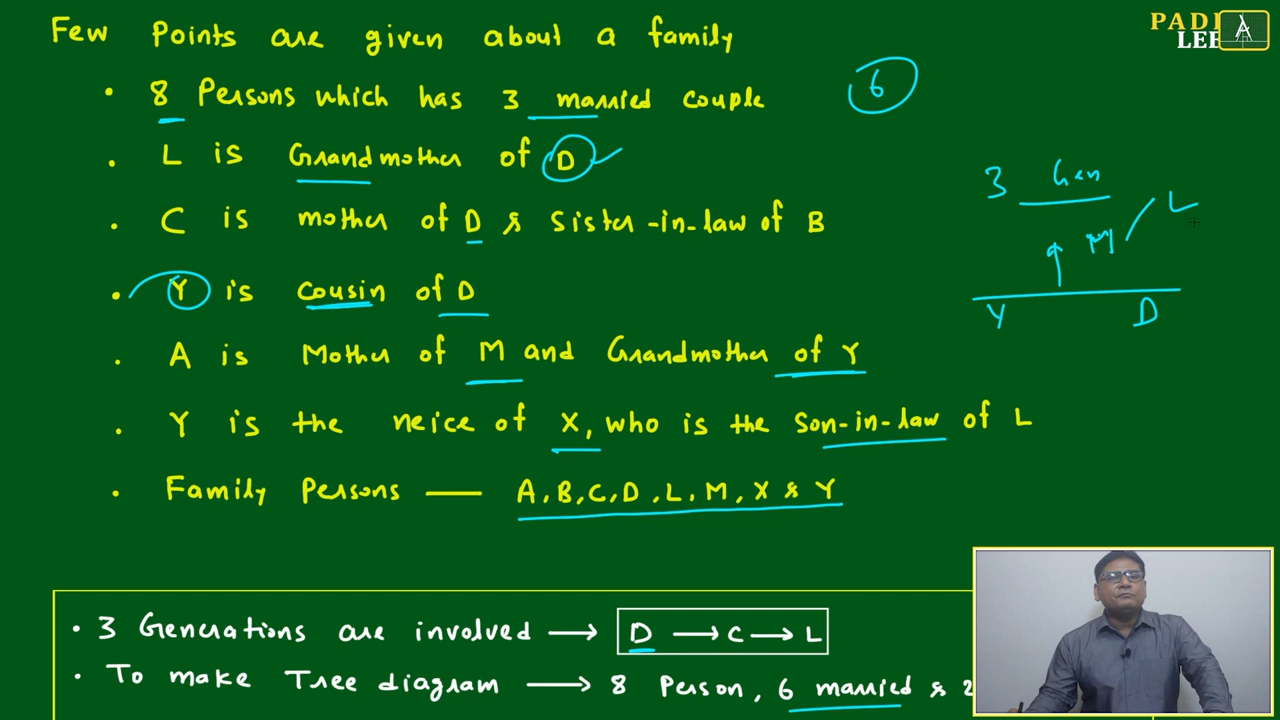 Few Points are given about a family
PADI
LEE
• 8 Persons which has 3 married couple
6
• L is Grandmother of D
3 Gen
• C is mother of D & Sister-in-law of B
M L
• Y is cousin of D
Y D
• A is Mother of M and Grandmother of Y
• Y is the neice of X, who is the son-in-law of L
• Family Persons — A, B, C, D, L, M, X & Y
• 3 Generations are involved → D → C → L
• To make Tree diagram → 8 Person, 6 married & 2